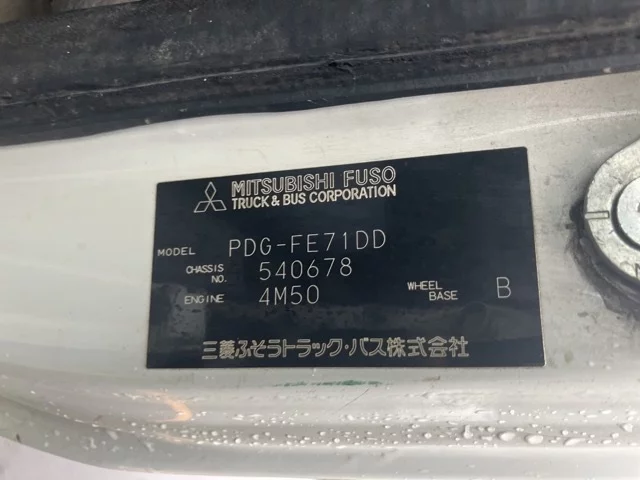 MITSUBISHI FUSO
TRUCK & BUS CORPORATION
MODEL PDG-FE71DD
CHASSIS NO. 540678
ENGINE 4M50 WHEEL BASE B
三菱ふそうトラック・バス株式会社